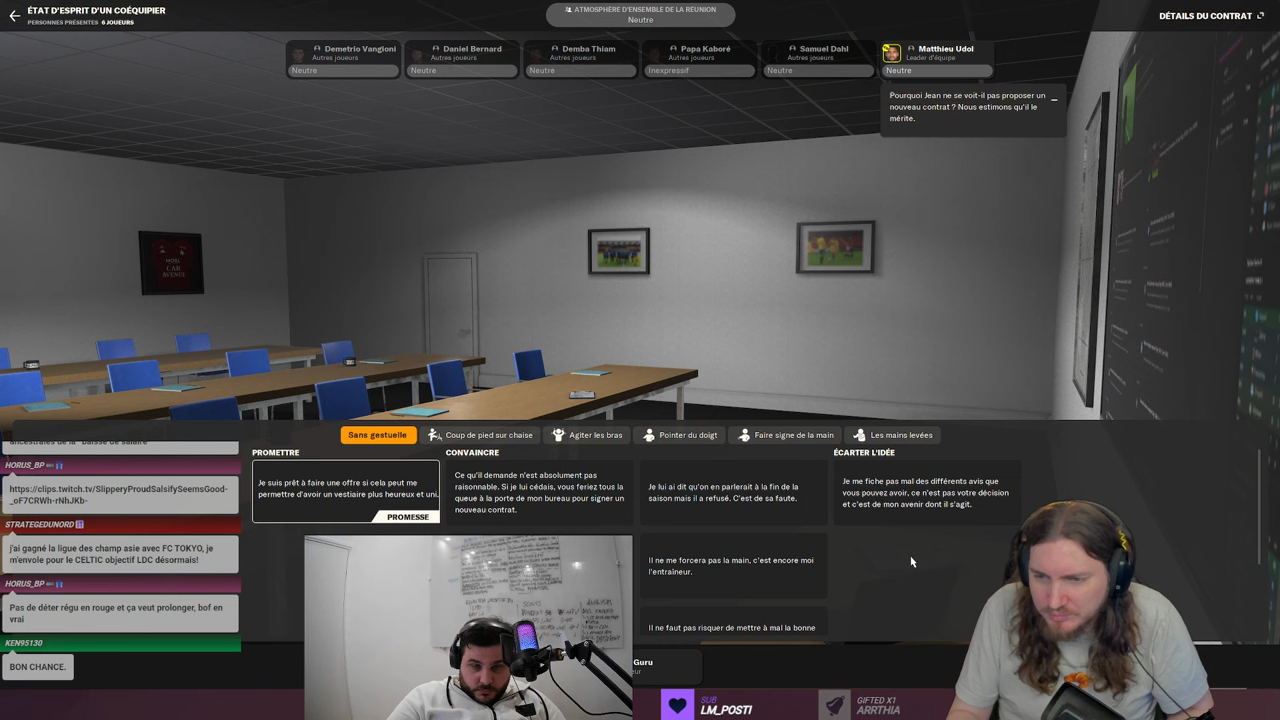 ÉTAT D'ESPRIT D'UN COÉQUIPIER
PERSONNES PRÉSENTES 6 JOUEURS
ATMOSPHÈRE D'ENSEMBLE DE LA RÉUNION
Neutre
DÉTAILS DU CONTRAT
Demetrio Vangioni
Autres joueurs
Neutre
Daniel Bernard
Autres joueurs
Neutre
Demba Thiam
Autres joueurs
Neutre
Papa Kaboré
Autres joueurs
Inexpressif
Samuel Dahl
Autres joueurs
Neutre
Matthieu Udol
Leader d'équipe
Neutre
Pourquoi Jean ne se voit-il pas proposer un
nouveau contrat ? Nous estimons qu'il le
mérite.
CAR
AVENUE
Sans gestuelle
Coup de pied sur chaise
Agiter les bras
Pointer du doigt
Faire signe de la main
Les mains levées
PROMETTRE
Je suis prêt à faire une offre si cela peut me
permettre d'avoir un vestiaire plus heureux et uni.
PROMESSE
CONVAINCRE
Ce qu'il demande n'est absolument pas
raisonnable. Si je lui cédais, vous feriez tous la
queue à la porte de mon bureau pour signer un
nouveau contrat.
Je lui ai dit qu'on en parlerait à la fin de la
saison mais il a refusé. C'est de sa faute.
Il ne me forcera pas la main, c'est encore moi
l'entraîneur.
Il ne faut pas risquer de mettre à mal la bonne
ÉCARTER L'IDÉE
Je me fiche pas mal des différents avis que
vous pouvez avoir, ce n'est pas votre décision
et c'est de mon avenir dont il s'agit.
ancestrales de la "baisse de salaire"
HORUS_BP
https://clips.twitch.tv/SlipperyProudSalsifySeemsGood-
_oF7CRWh-rNhJKb-
STRATEGEDUNORD
j'ai gagné la ligue des champ asie avec FC TOKYO, je
m'envole pour le CELTIC objectif LDC désormais!
HORUS_BP
Pas de déter régu en rouge et ça veut prolonger, bof en
vrai
KEN95130
BON CHANCE.
Guru
SUB
LM_POSTI
GIFTED X1
ARRTHIA